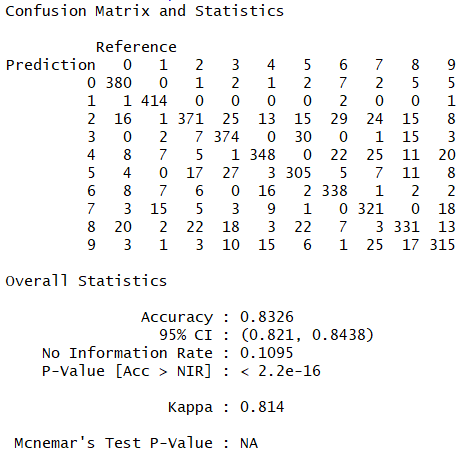 Confusion Matrix and Statistics
Reference
Prediction 0 1 2 3 4 5 6 7 8 9
0 380 0 1 2 1 2 7 2 5 5
1 1 414 0 0 0 0 2 0 0 1
2 16 1 371 25 13 15 29 24 15 8
3 0 2 7 374 0 30 0 1 15 3
4 8 7 5 1 348 0 22 25 11 20
5 4 0 17 27 3 305 5 7 11 8
6 8 7 6 0 16 2 338 1 2 2
7 3 15 5 3 9 1 0 321 0 18
8 20 2 22 18 3 22 7 3 331 13
9 3 1 3 10 15 6 1 25 17 315
Overall Statistics
Accuracy : 0.8326
95% CI : (0.821, 0.8438)
No Information Rate : 0.1095
P-Value [Acc > NIR] : < 2.2e-16
Kappa : 0.814
Mcnemar's Test P-Value : NA